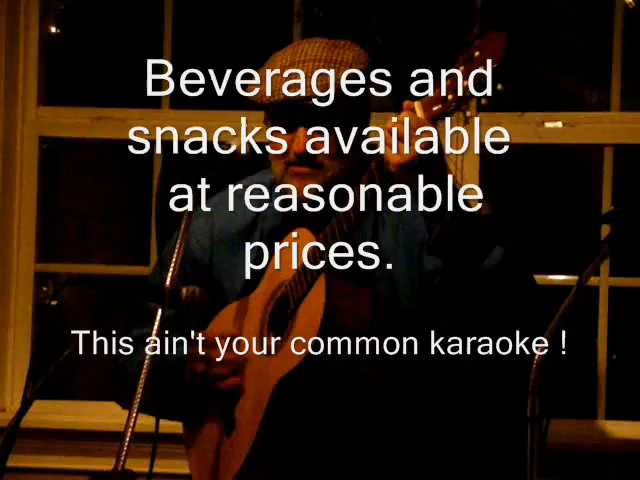 Beverages and
snacks available
at reasonable
prices.
This ain't your common karaoke !